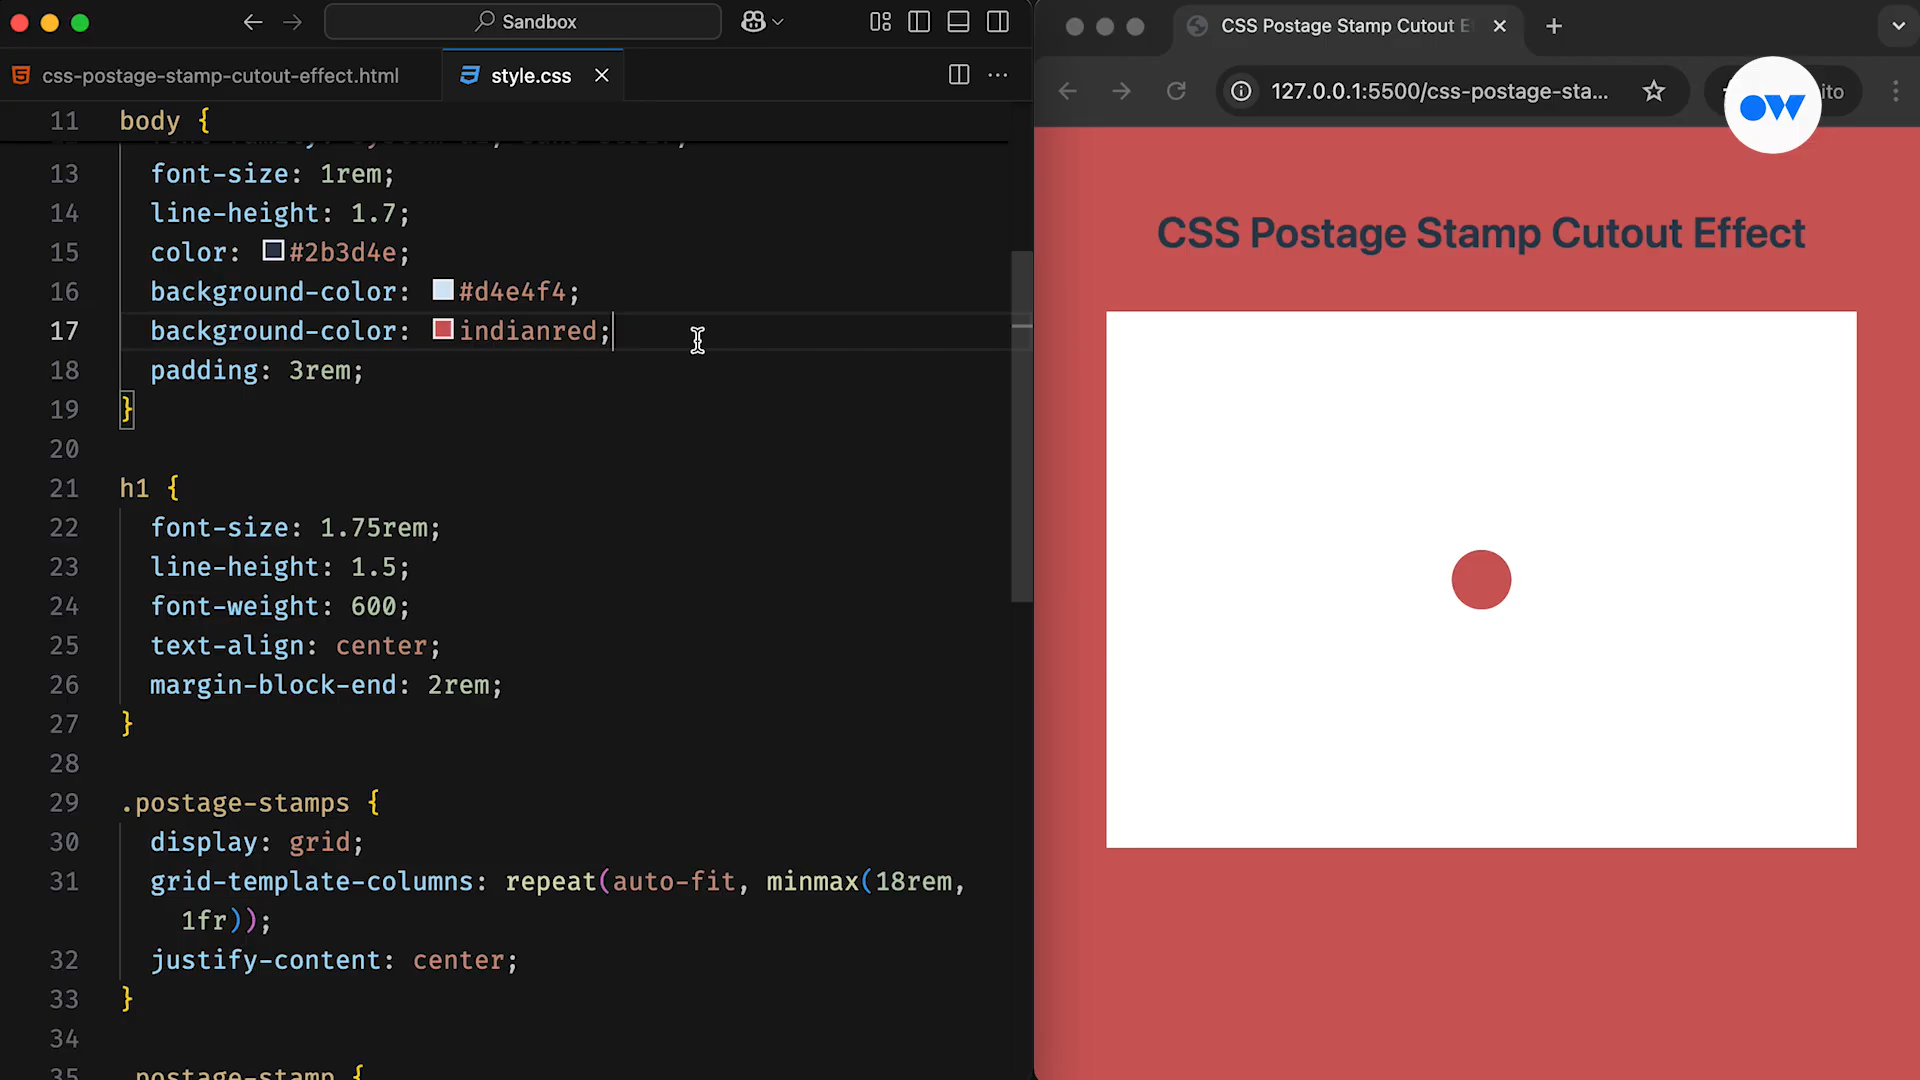 Sandbox
css-postage-stamp-cutout-effect.html
style.css
11 body {
13 font-size: 1rem;
14 line-height: 1.7;
15 color: #2b3d4e;
16 background-color: #d4e4f4;
17 background-color: indianred;
18 padding: 3rem;
19 }
20
21 h1 {
22 font-size: 1.75rem;
23 line-height: 1.5;
24 font-weight: 600;
25 text-align: center;
26 margin-block-end: 2rem;
27 }
28
29 .postage-stamps {
30 display: grid;
31 grid-template-columns: repeat(auto-fit, minmax(18rem,
1fr));
32 justify-content: center;
33 }
34
35 .postage-stamp {
CSS Postage Stamp Cutout E
127.0.0.1:5500/css-postage-sta...
ito
OW
CSS Postage Stamp Cutout Effect